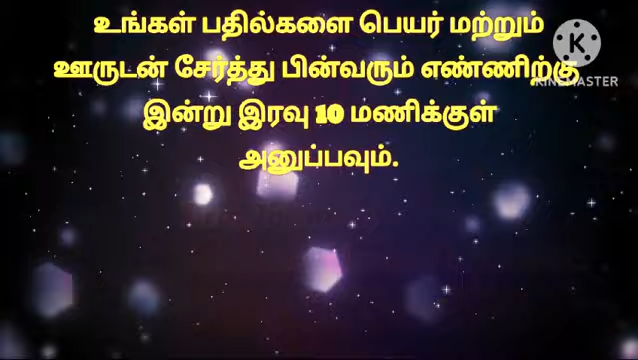 உங்கள் பதில்களை பெயர் மற்றும்
ஊருடன் சேர்த்து பின்வரும் எண்ணிற்கு
இன்று இரவு 10 மணிக்குள்
அனுப்பவும்.
K
KINEMASTER